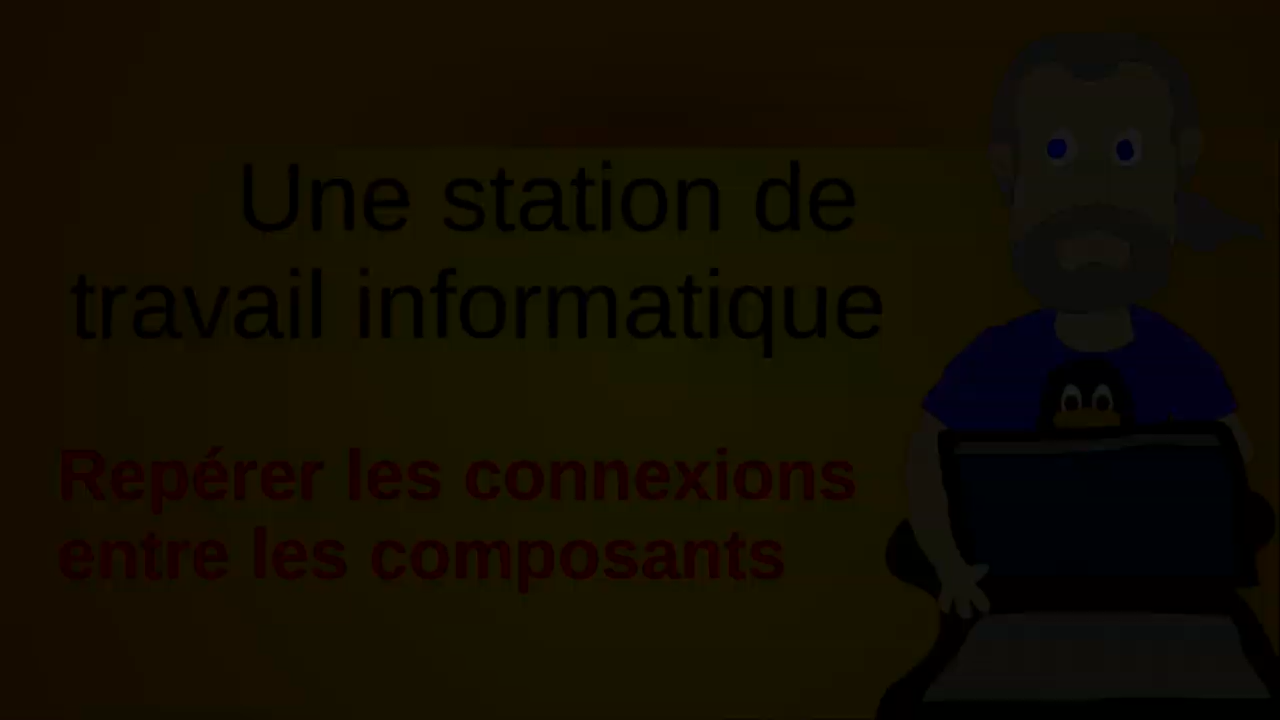 Une station de
travail informatique
Repérer les connexions
entre les composants